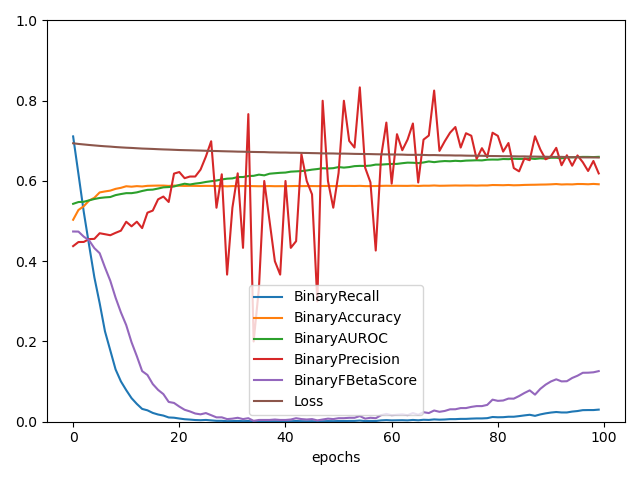 1.0
0.8
0.6
0.4
0.2
0.0
BinaryRecall
BinaryAccuracy
BinaryAUROC
BinaryPrecision
BinaryFBetaScore
Loss
0 20 40 60 80 100
epochs